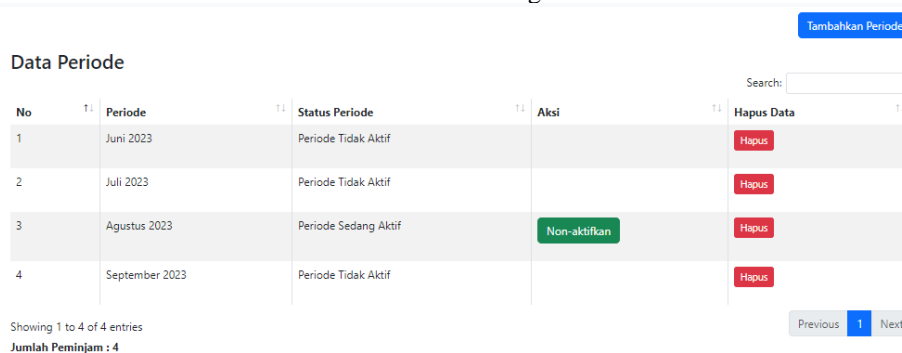 Tambahkan Periode
Data Periode
Search:
No Periode Status Periode Aksi Hapus Data
1 Juni 2023 Periode Tidak Aktif Hapus
2 Juli 2023 Periode Tidak Aktif Hapus
3 Agustus 2023 Periode Sedang Aktif Non-aktifkan Hapus
4 September 2023 Periode Tidak Aktif Hapus
Showing 1 to 4 of 4 entries Previous 1 Next
Jumlah Peminjam : 4